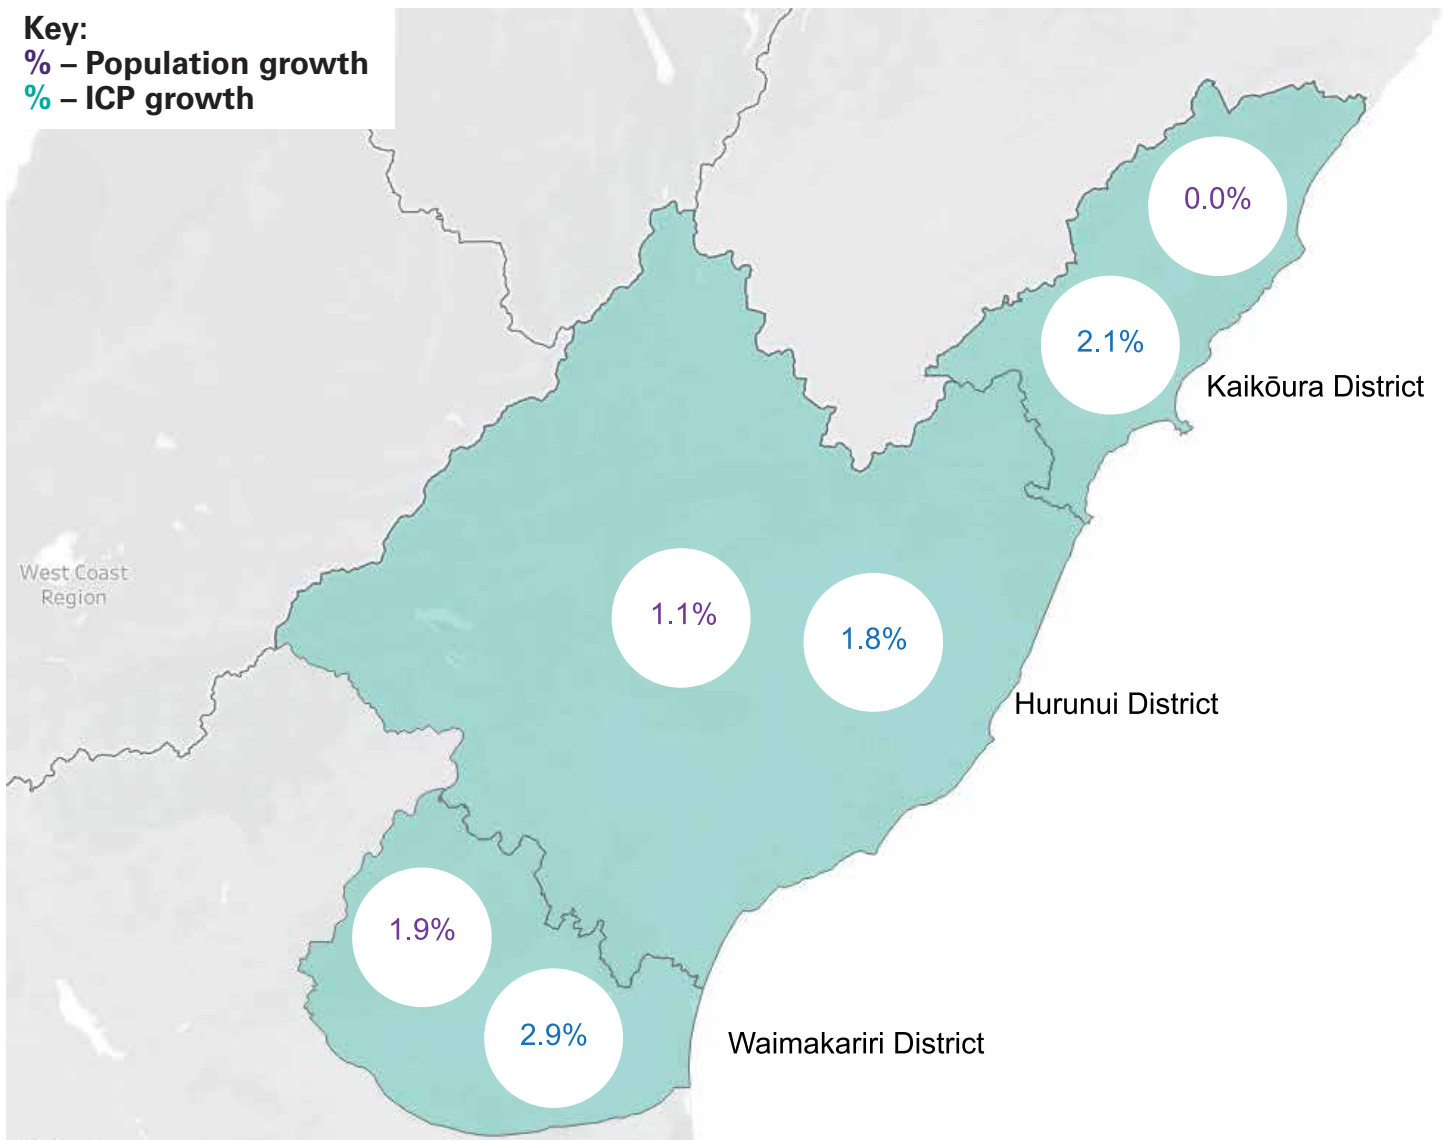 Key:
% – Population growth
% – ICP growth
0.0%
2.1%
Kaikōura District
West Coast
Region
1.1%
1.8%
Hurunui District
1.9%
2.9%
Waimakariri District